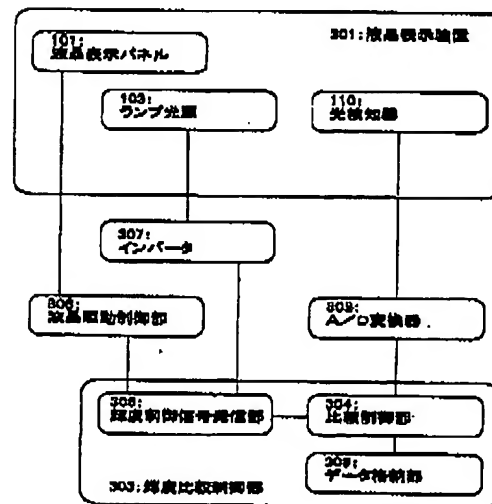 301:液晶表示装置
101:
液晶表示パネル
103:
ランプ光源
110:
光検知器
307:
インバータ
306:
液晶駆動制御部
302:
A/D変換器
305:
輝度制御信号発信部
304:
比較制御部
データ格納部
303:輝度比較制御部